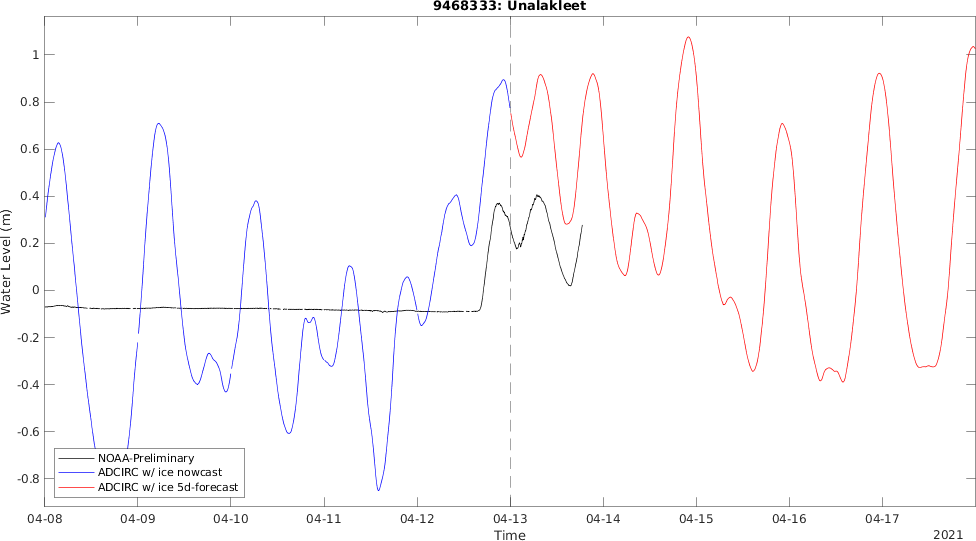 9468333: Unalakleet
Water Level (m)
1
0.8
0.6
0.4
0.2
0
-0.2
-0.4
-0.6
-0.8
NOAA-Preliminary
ADCIRC w/ ice nowcast
ADCIRC w/ ice 5d-forecast
04-08 04-09 04-10 04-11 04-12 04-13 04-14 04-15 04-16 04-17
Time
2021